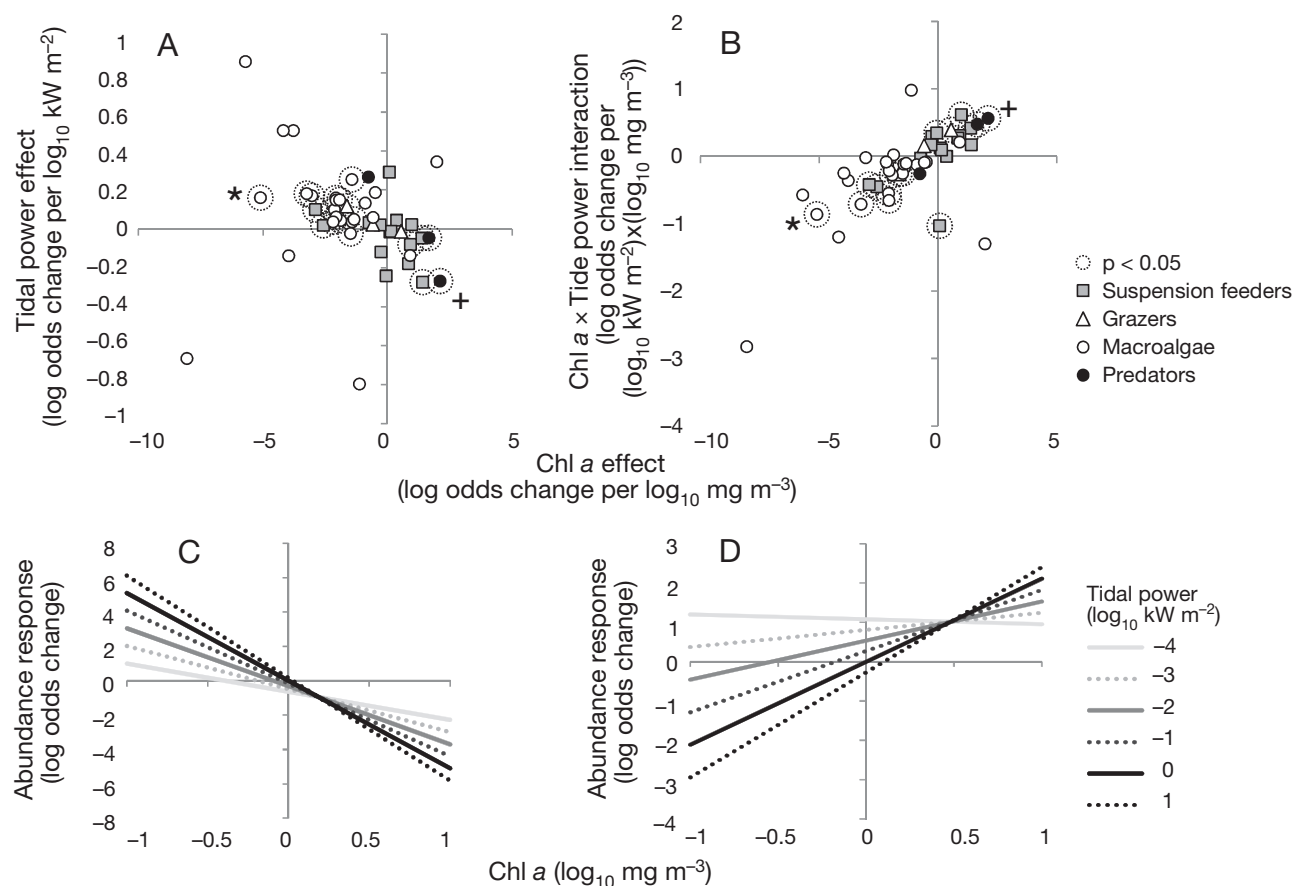 A
Tidal power effect
(log odds change per log10 kW m–2)
1
0.8
0.6
0.4
0.2
0
–0.2
–0.4
–0.6
–0.8
–1
*
+
–10
–5
0
5
B
Chl a × Tide power interaction
(log odds change per
(log10 kW m–2)x(log10 mg m–3))
2
1
0
–1
–2
–3
–4
*
+
–10
–5
0
5
p < 0.05
Suspension feeders
Grazers
Macroalgae
Predators
Chl a effect
(log odds change per log10 mg m–3)
C
Abundance response
(log odds change)
8
6
4
2
0
–2
–4
–6
–8
–1
–0.5
0
0.5
1
D
Abundance response
(log odds change)
3
2
1
0
–1
–2
–3
–4
–1
–0.5
0
0.5
1
Tidal power
(log10 kW m–2)
–4
–3
–2
–1
0
1
Chl a (log10 mg m–3)